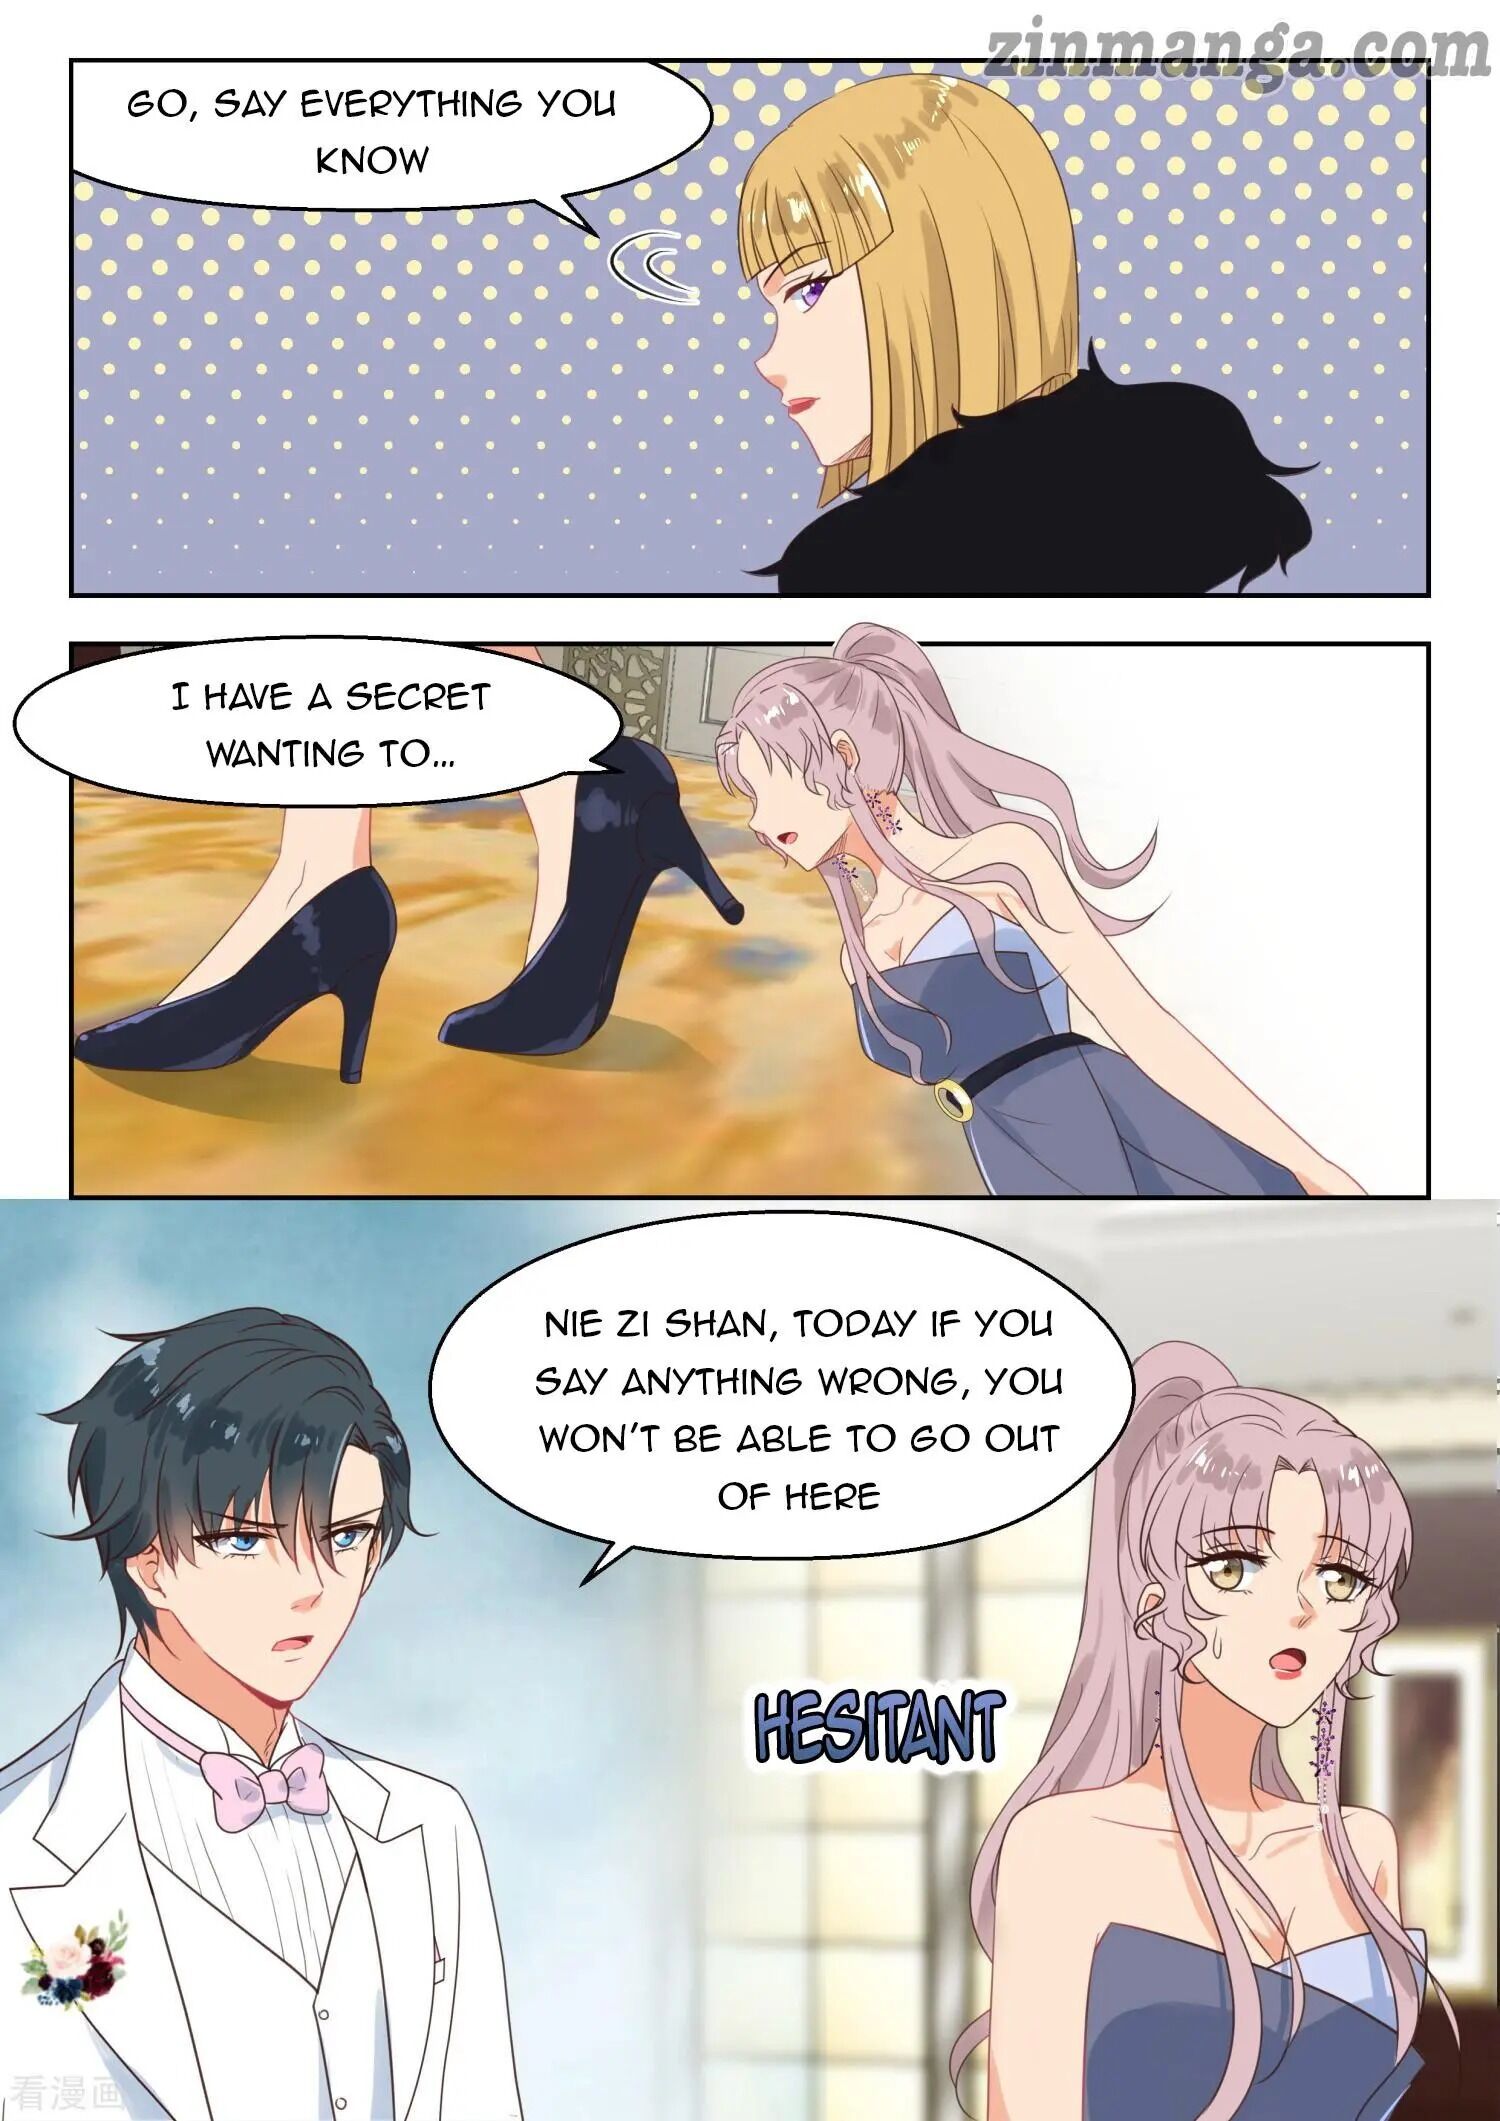 zinmanga.com
GO, SAY EVERYTHING YOU
KNOW
I HAVE A SECRET
WANTING TO...
NIE ZI SHAN, TODAY IF YOU
SAY ANYTHING WRONG, YOU
WON'T BE ABLE TO GO OUT
OF HERE
HESITANT
看漫画